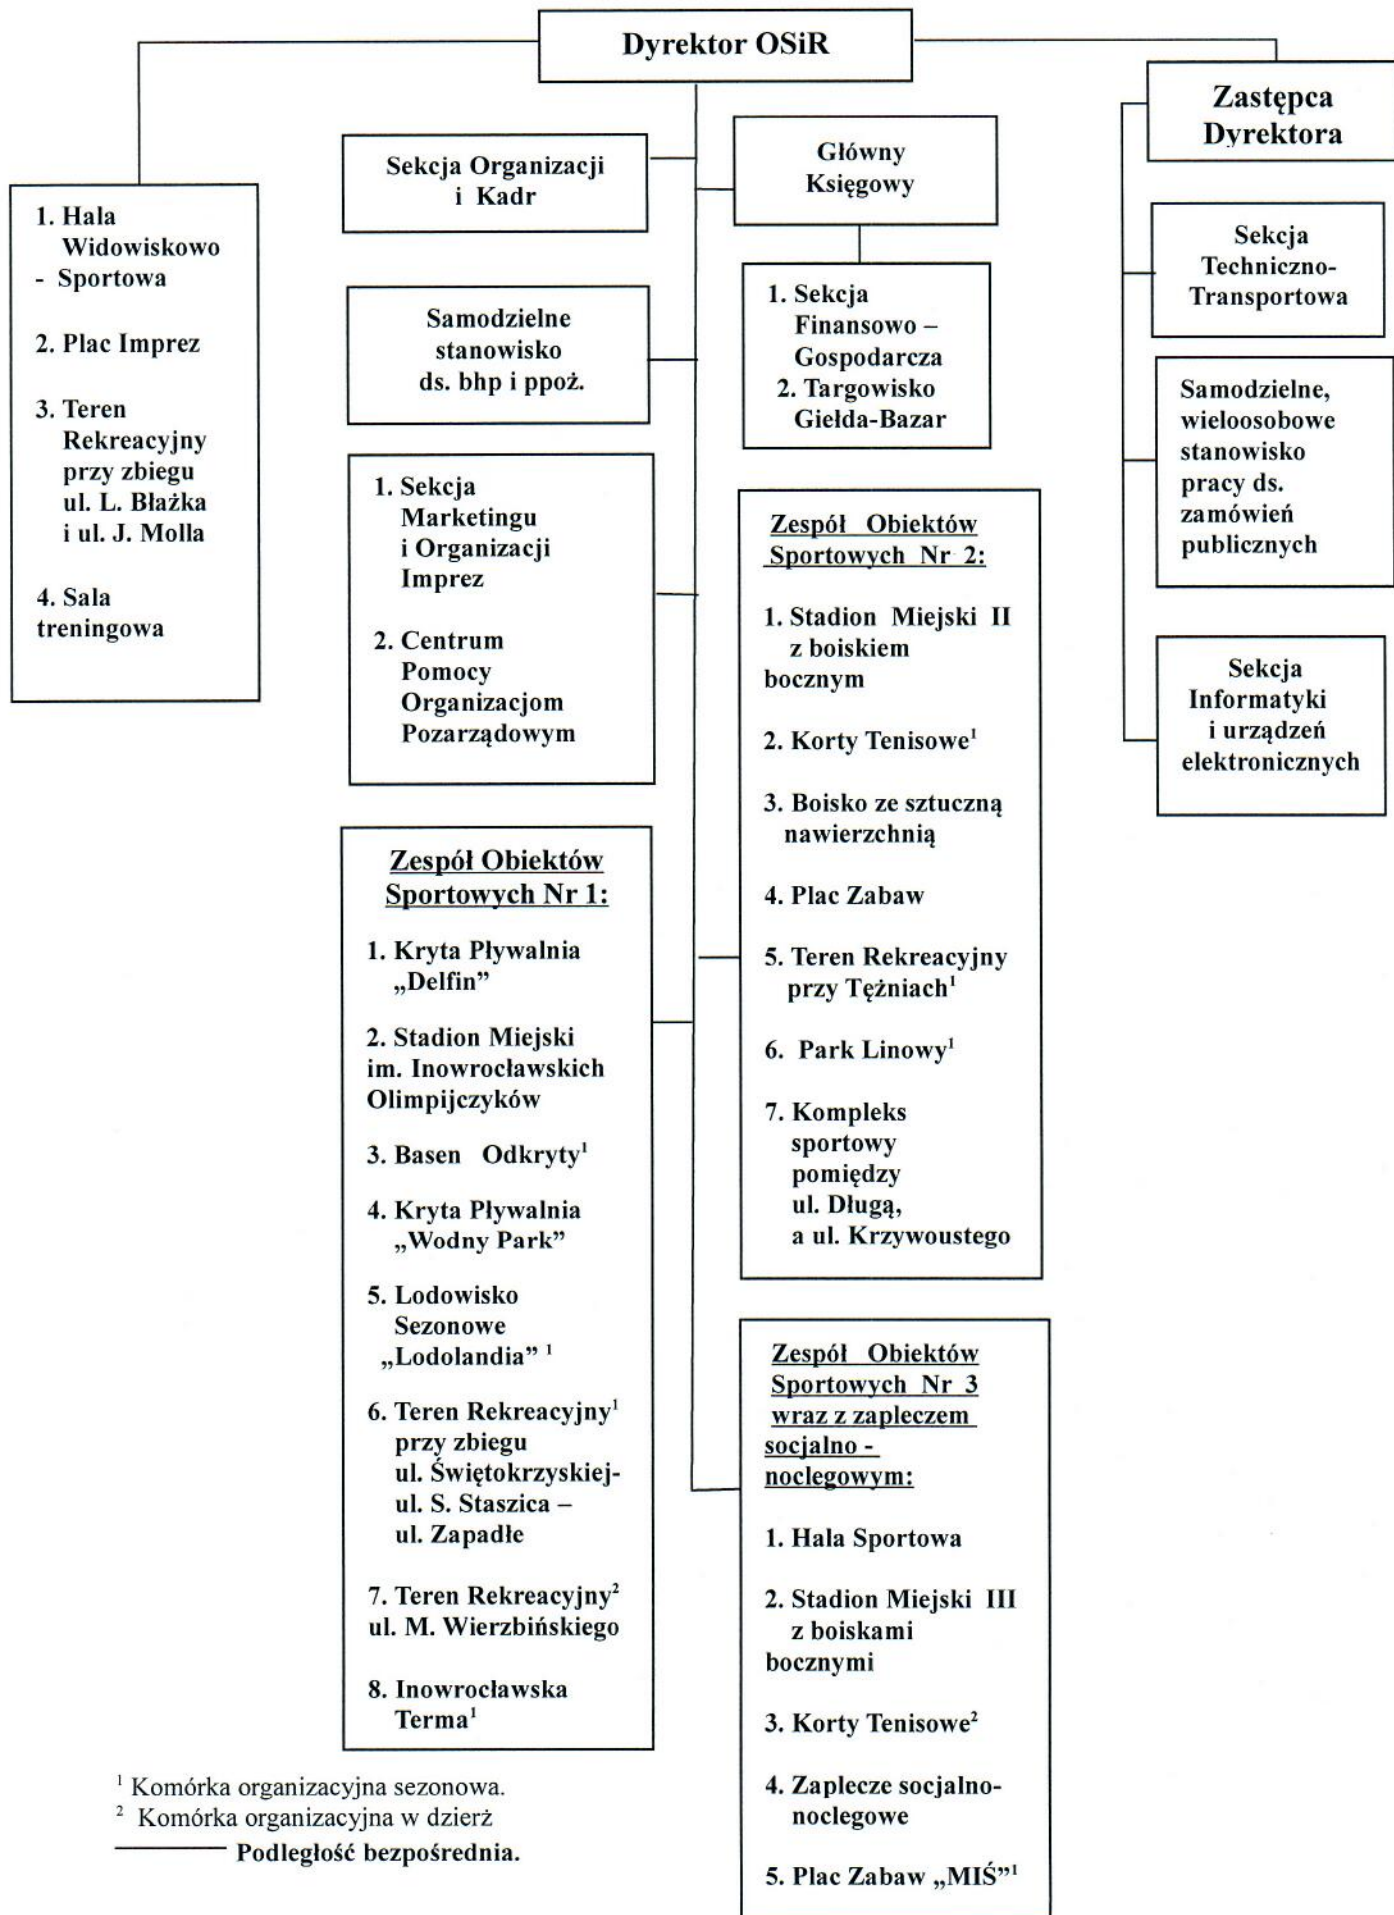 Dyrektor OSiR
Zastępca
Dyrektora
Sekcja Organizacji
i Kadr
Główny
Księgowy
1. Hala
Widowiskowo
- Sportowa
2. Plac Imprez
3. Teren
Rekreacyjny
przy zbiegu
ul. L. Błażka
i ul. J. Molla
4. Sala
treningowa
Samodzielne
stanowisko
ds. bhp i ppoż.
1. Sekcja
Finansowo –
Gospodarcza
2. Targowisko
Giełda-Bazar
Sekcja
Techniczno-
Transportowa
Samodzielne,
wieloosobowe
stanowisko
pracy ds.
zamówień
publicznych
Sekcja
Informatyki
i urządzeń
elektronicznych
1. Sekcja
Marketingu
i Organizacji
Imprez
2. Centrum
Pomocy
Organizacjom
Pozarządowym
Zespół Obiektów
Sportowych Nr 2:
1. Stadion Miejski II
z boiskiem
bocznym
2. Korty Tenisowe¹
3. Boisko ze sztuczną
nawierzchnią
4. Plac Zabaw
5. Teren Rekreacyjny
przy Tężniach¹
6. Park Linowy¹
7. Kompleks
sportowy
pomiędzy
ul. Długą,
a ul. Krzywoustego
Zespół Obiektów
Sportowych Nr 1:
1. Kryta Pływalnia
„Delfin”
2. Stadion Miejski
im. Inowrocławskich
Olimpijczyków
3. Basen Odkryty¹
4. Kryta Pływalnia
„Wodny Park”
5. Lodowisko
Sezonowe
„Lodolandia” ¹
6. Teren Rekreacyjny¹
przy zbiegu
ul. Świętokrzyskiej-
ul. S. Staszica –
ul. Zapadłe
7. Teren Rekreacyjny²
ul. M. Wierzbińskiego
8. Inowrocławska
Terma¹
Zespół Obiektów
Sportowych Nr 3
wraz z zapleczem
socjalno -
noclegowym:
1. Hala Sportowa
2. Stadion Miejski III
z boiskami
bocznymi
3. Korty Tenisowe²
4. Zaplecze socjalno-
noclegowe
5. Plac Zabaw „MIŚ”¹
¹ Komórka organizacyjna sezonowa.
² Komórka organizacyjna w dzierż
Podległość bezpośrednia.